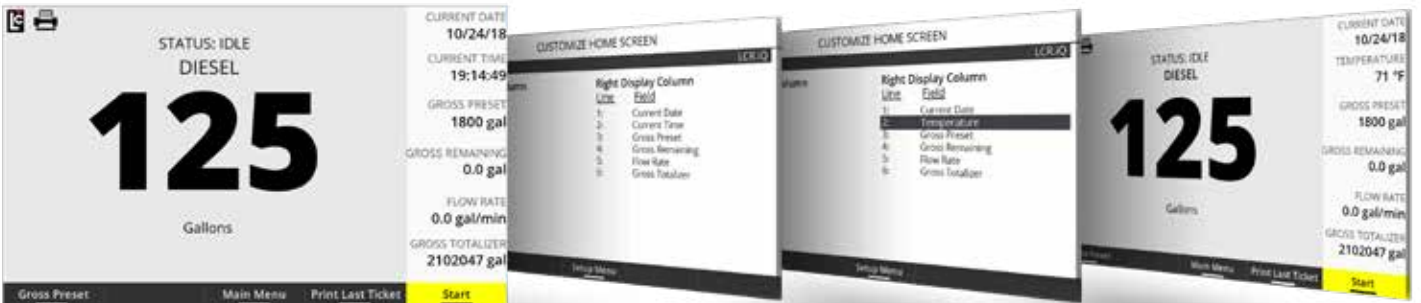 STATUS: IDLE
DIESEL
125
Gallons
CURRENT DATE
10/24/18
CURRENT TIME
19:14:49
GROSS PRESET
1800 gal
GROSS REMAINING
0.0 gal
FLOW RATE
0.0 gal/min
GROSS TOTALIZER
2102047 gal
Gross Preset Main Menu Print Last Ticket Start
CUSTOMIZE HOME SCREEN
LCR.iQ
Right Display Column
Line Field
1: Current Date
2: Current Time
3: Gross Preset
4: Gross Remaining
5: Flow Rate
6: Gross Totalizer
Setup Menu
CUSTOMIZE HOME SCREEN
LCR.iQ
Right Display Column
Line Field
1: Current Date
2: Temperature
3: Gross Preset
4: Gross Remaining
5: Flow Rate
6: Gross Totalizer
Setup Menu
STATUS: IDLE
DIESEL
125
Gallons
CURRENT DATE
10/24/18
TEMPERATURE
71 °F
GROSS PRESET
1800 gal
GROSS REMAINING
0.0 gal
FLOW RATE
0.0 gal/min
GROSS TOTALIZER
2102047 gal
Main Menu Print Last Ticket Start